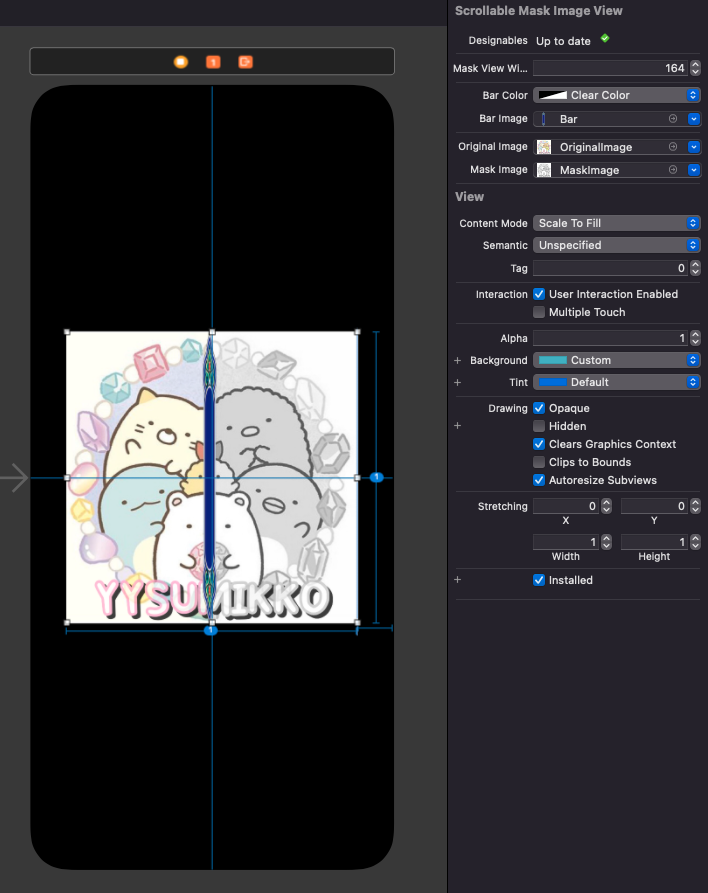 Scrollable Mask Image View
Designables Up to date
Mask View Wi... 164
Bar Color Clear Color
Bar Image Bar
Original Image OriginalImage
Mask Image MaskImage
View
Content Mode Scale To Fill
Semantic Unspecified
Tag 0
Interaction User Interaction Enabled
Multiple Touch
Alpha 1
+ Background Custom
+ Tint Default
Drawing Opaque
+ Hidden
Clears Graphics Context
Clips to Bounds
Autoresize Subviews
Stretching 0 0
X Y
1 1
Width Height
+ Installed
1
1
YYSUMIKKO
1